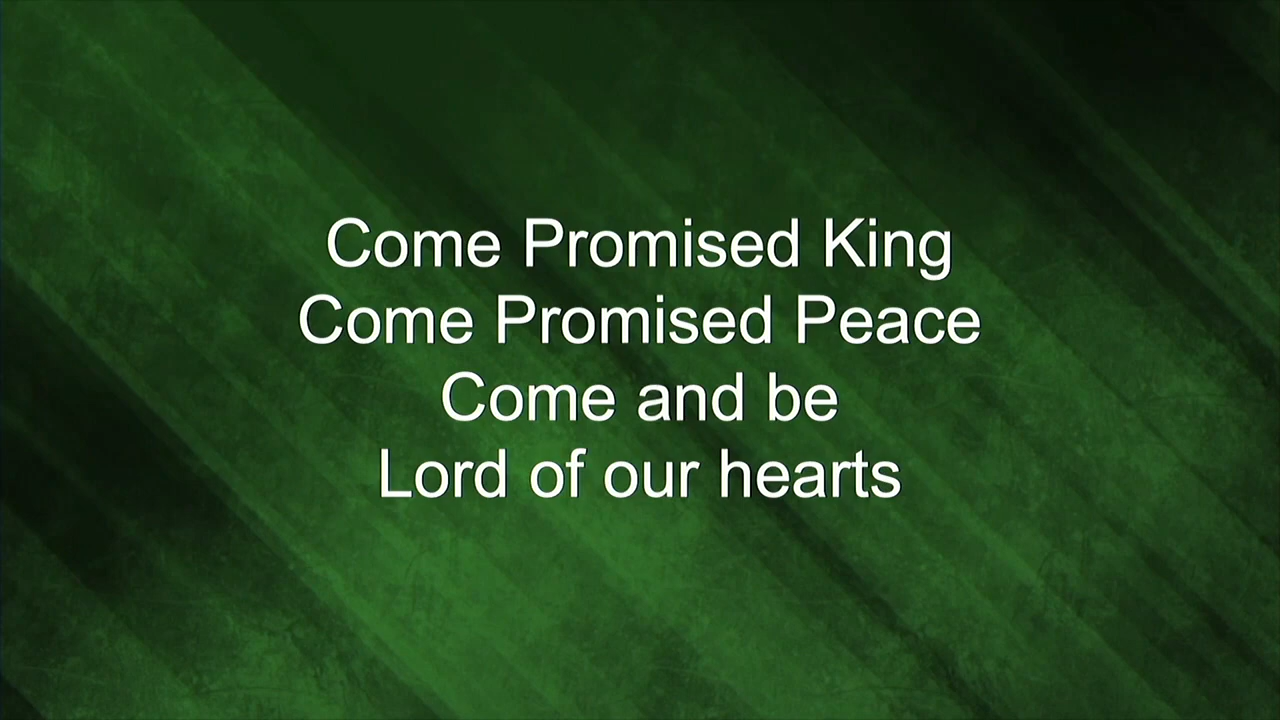 Come Promised King
Come Promised Peace
Come and be
Lord of our hearts